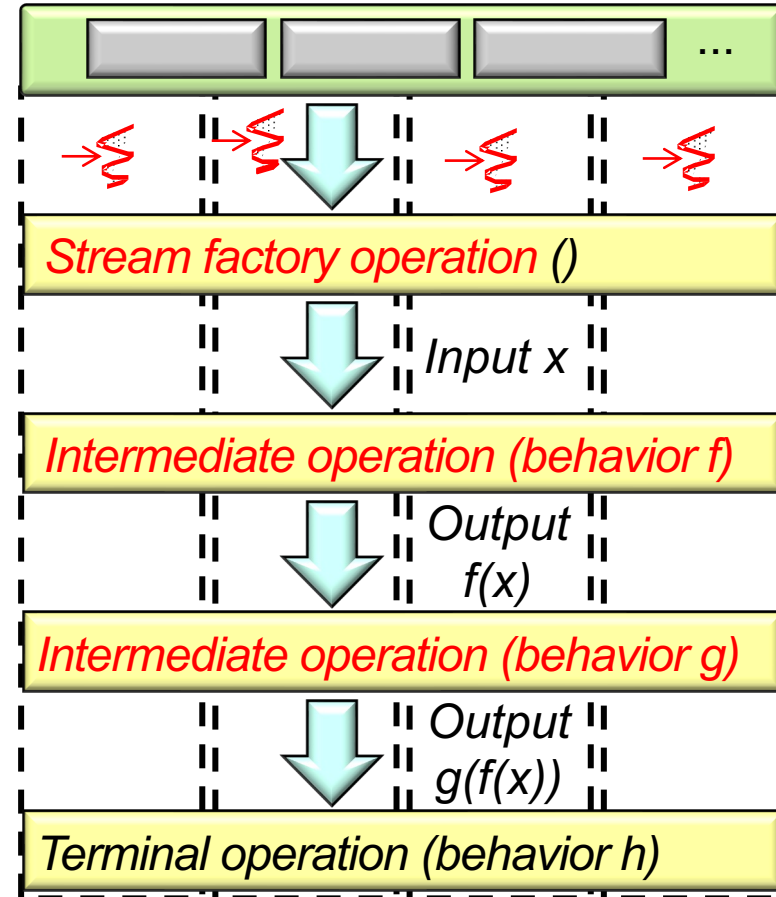 ...
Stream factory operation ()
Input x
Intermediate operation (behavior f)
Output
f(x)
Intermediate operation (behavior g)
Output
g(f(x))
Terminal operation (behavior h)